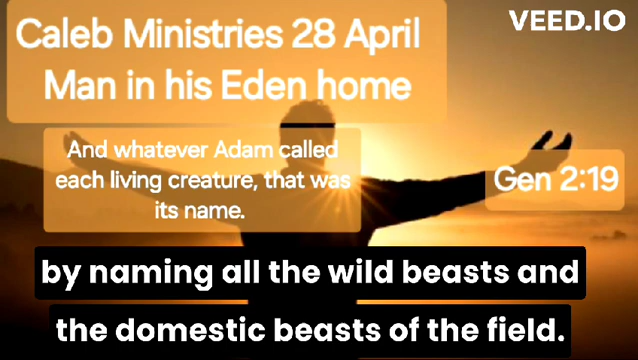 VEED.IO
Caleb Ministries 28 April
Man in his Eden home
And whatever Adam called
each living creature, that was
its name.
Gen 2:19
by naming all the wild beasts and
the domestic beasts of the field.